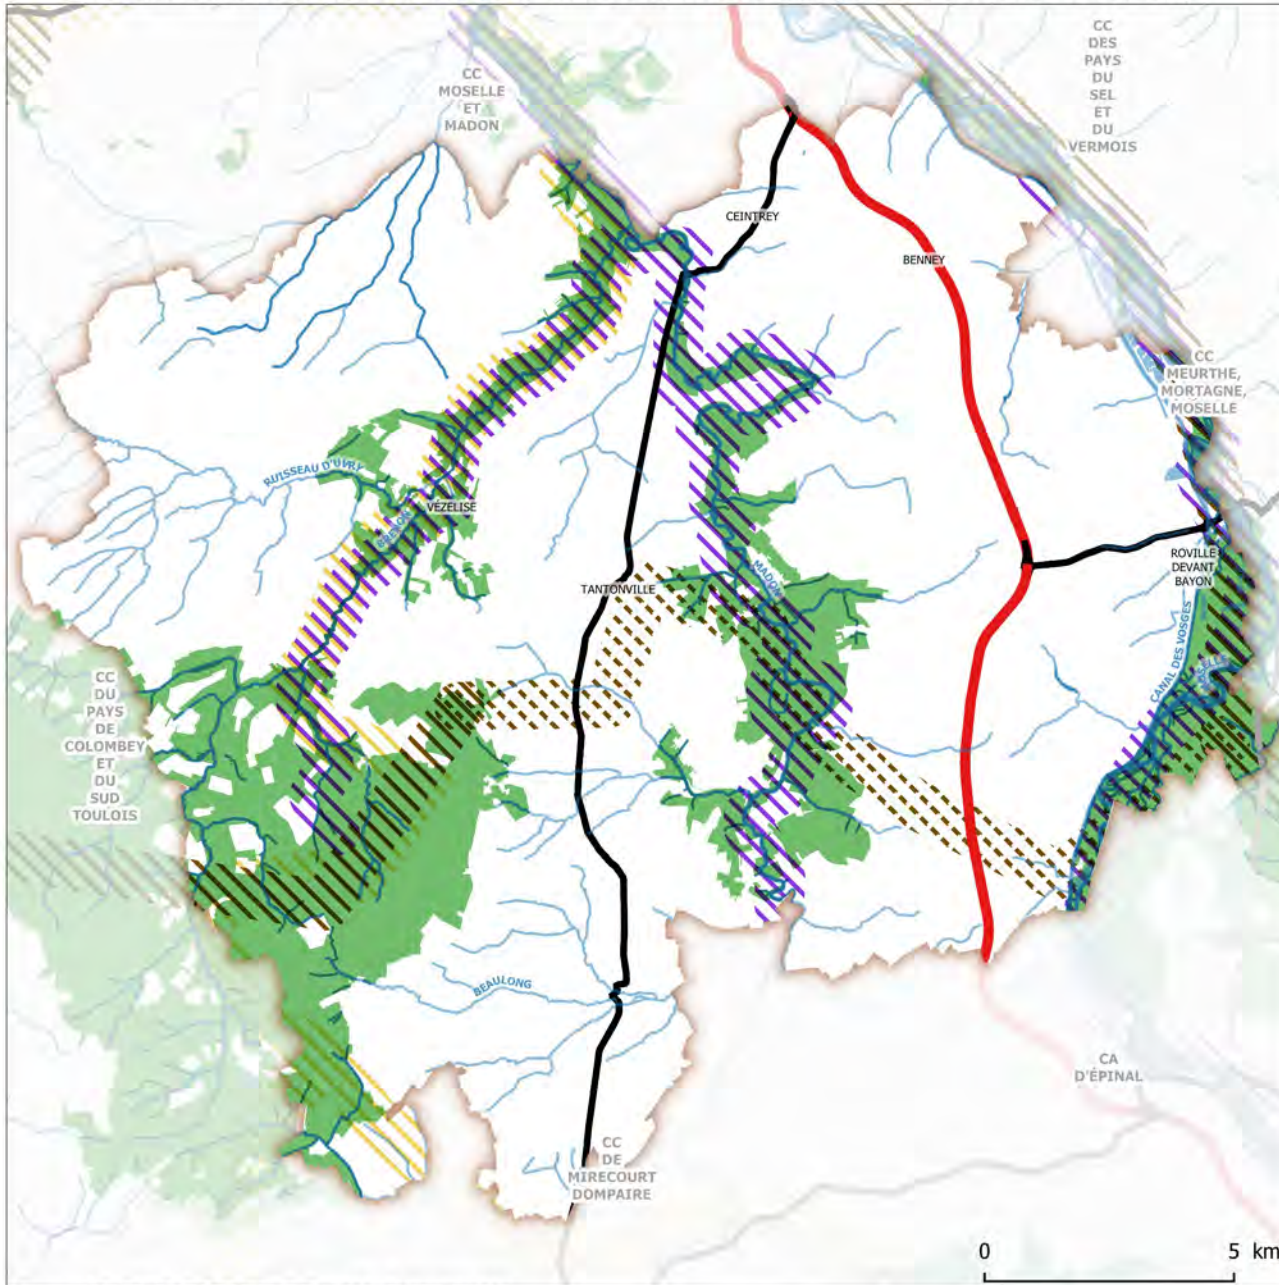 CC
DES
PAYS
DU
SEL
ET
DU
VERMOIS
CC
MOSELLE
ET
MADON
CEINTREY
BENNEY
CC
MEURTHE,
MORTAGNE,
MOSELLE
RUISSEAU D'UVRY
VÉZELISE
BRENON
ROVILLE
DEVANT
BAYON
MADON
TANTONVILLE
CANAL DES VOSGES
MOSELLE
CC
DU
PAYS
DE
COLOMBEY
ET
DU
SUD
TOULOIS
BEAULONG
CA
D'ÉPINAL
CC
DE
MIRECOURT
DOMPAIRE
0 5 km